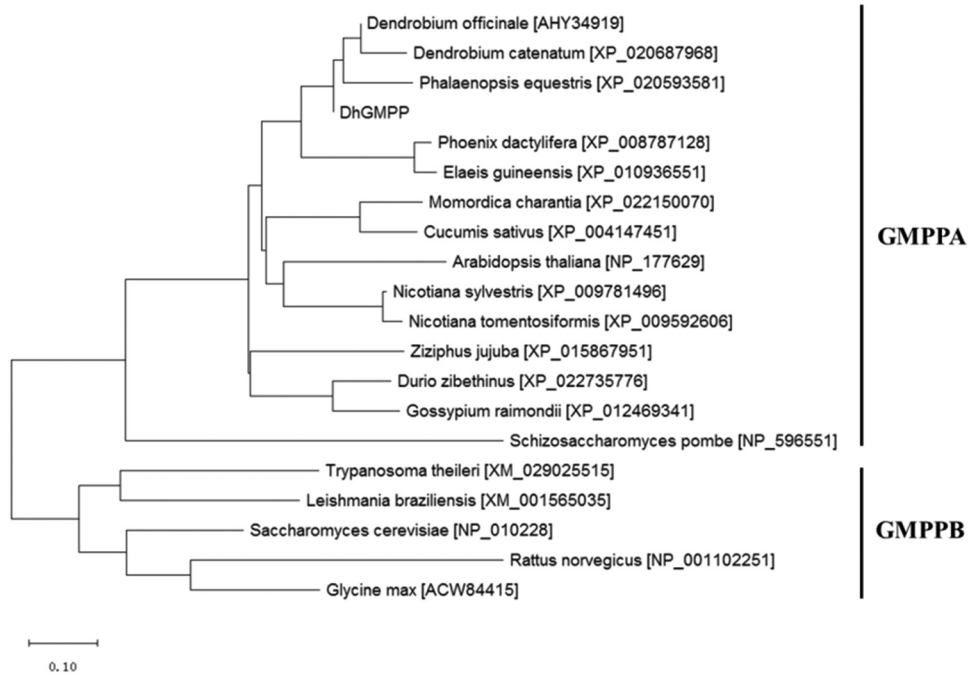 Dendrobium officinale [AHY34919]
Dendrobium catenatum [XP_020687968]
Phalaenopsis equestris [XP_020593581]
DhGMPP
Phoenix dactylifera [XP_008787128]
Elaeis guineensis [XP_010936551]
Momordica charantia [XP_022150070]
Cucumis sativus [XP_004147451]
GMPPA
Arabidopsis thaliana [NP_177629]
Nicotiana sylvestris [XP_009781496]
Nicotiana tomentosiformis [XP_009592606]
Ziziphus jujuba [XP_015867951]
Durio zibethinus [XP_022735776]
Gossypium raimondii [XP_012469341]
Schizosaccharomyces pombe [NP_596551]
Trypanosoma theileri [XM_029025515]
Leishmania braziliensis [XM_001565035]
Saccharomyces cerevisiae [NP_010228]
GMPPB
Rattus norvegicus [NP_001102251]
Glycine max [ACW84415]
0.10